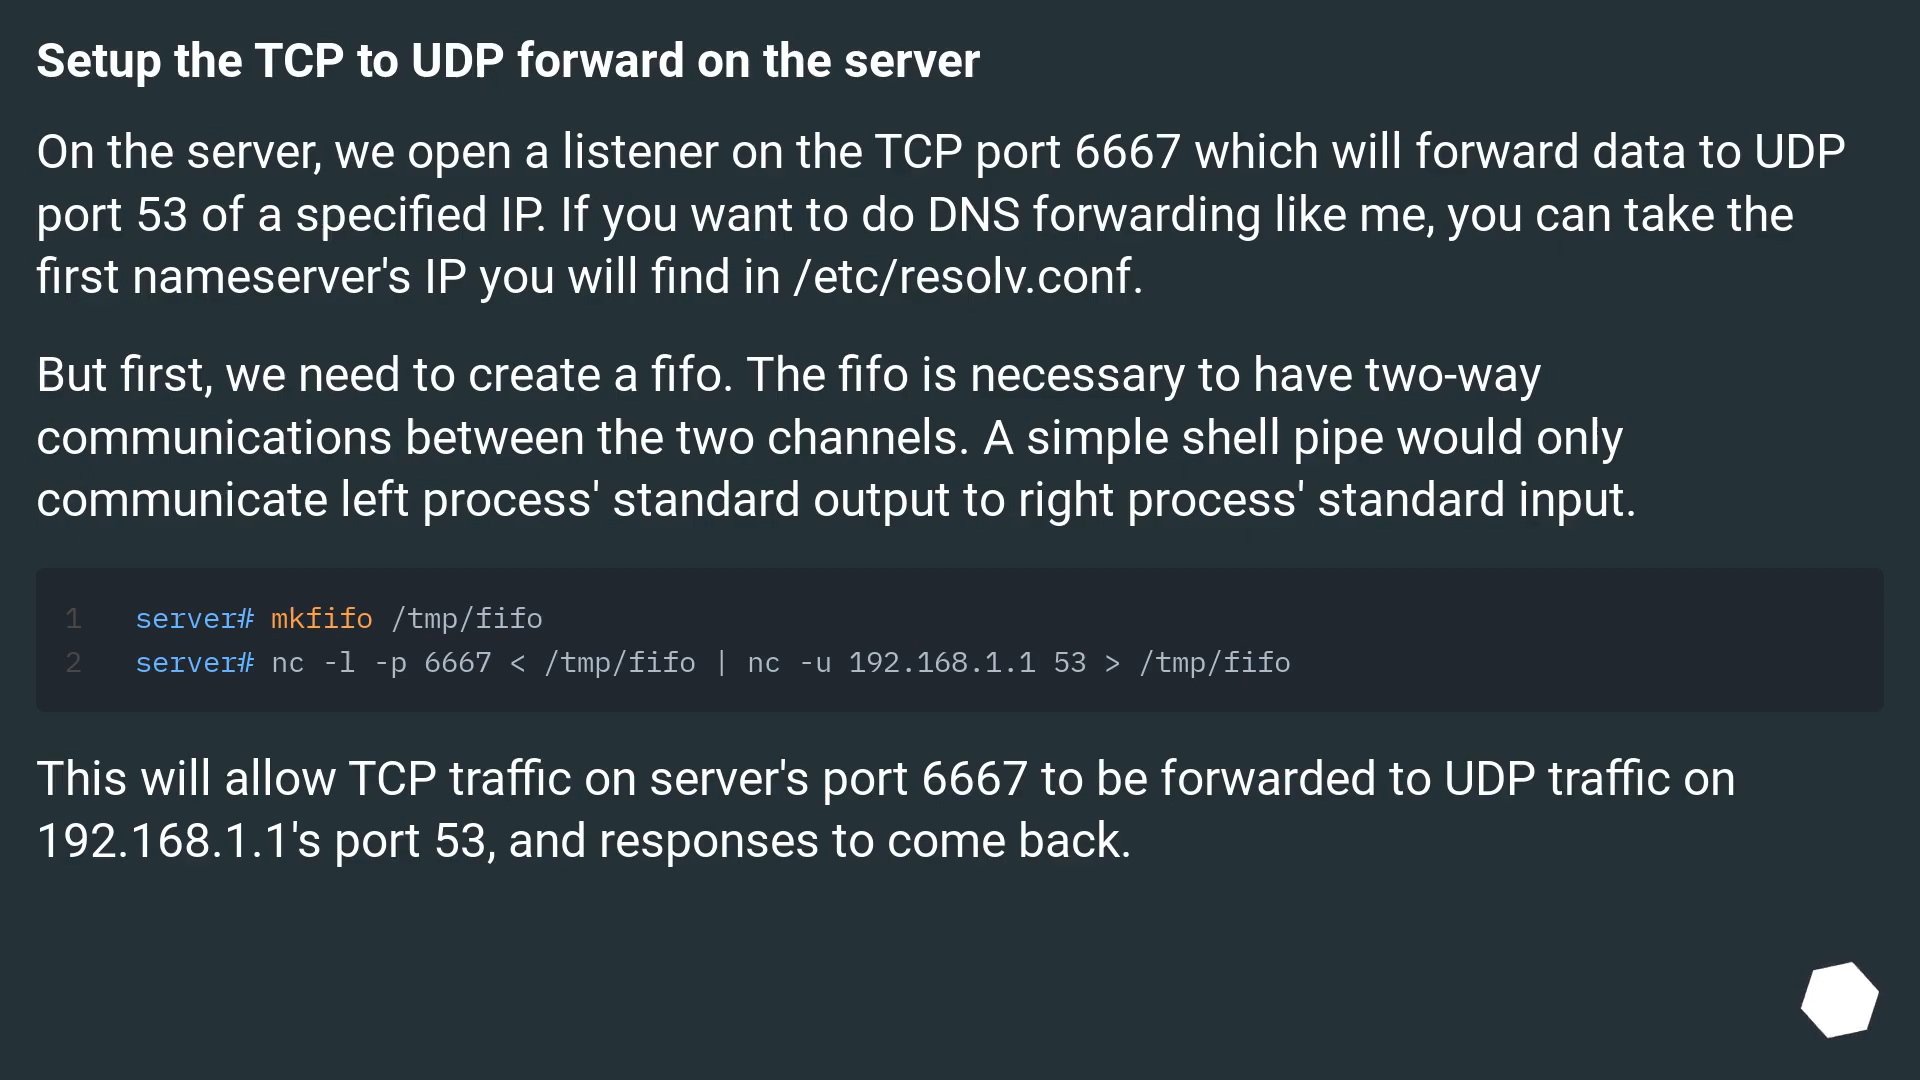 Setup the TCP to UDP forward on the server
On the server, we open a listener on the TCP port 6667 which will forward data to UDP
port 53 of a specified IP. If you want to do DNS forwarding like me, you can take the
first nameserver's IP you will find in /etc/resolv.conf.
But first, we need to create a fifo. The fifo is necessary to have two-way
communications between the two channels. A simple shell pipe would only
communicate left process' standard output to right process' standard input.
1 server# mkfifo /tmp/fifo
2 server# nc -l -p 6667 < /tmp/fifo | nc -u 192.168.1.1 53 > /tmp/fifo
This will allow TCP traffic on server's port 6667 to be forwarded to UDP traffic on
192.168.1.1's port 53, and responses to come back.